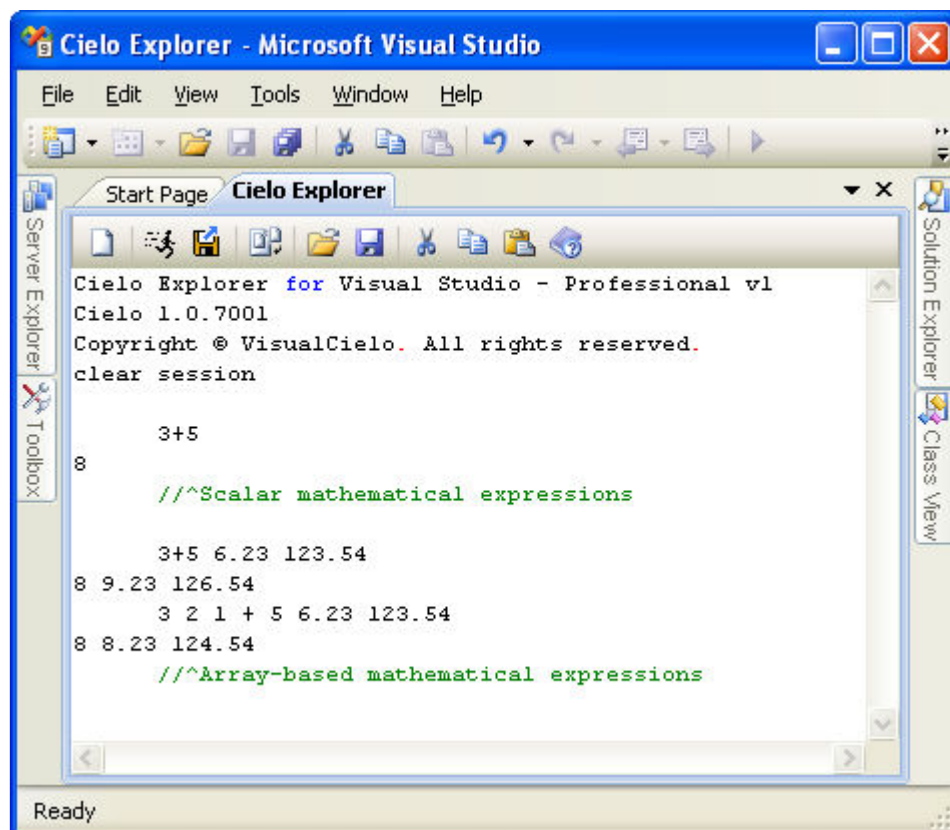 Cielo Explorer - Microsoft Visual Studio
File Edit View Tools Window Help
Server Explorer
Toolbox
Start Page
Cielo Explorer
Cielo Explorer for Visual Studio - Professional v1
Cielo 1.0.7001
Copyright © VisualCielo. All rights reserved.
clear session
3+5
8
//^Scalar mathematical expressions
3+5 6.23 123.54
8 9.23 126.54
3 2 1 + 5 6.23 123.54
8 8.23 124.54
//^Array-based mathematical expressions
Solution Explorer
Class View
Ready